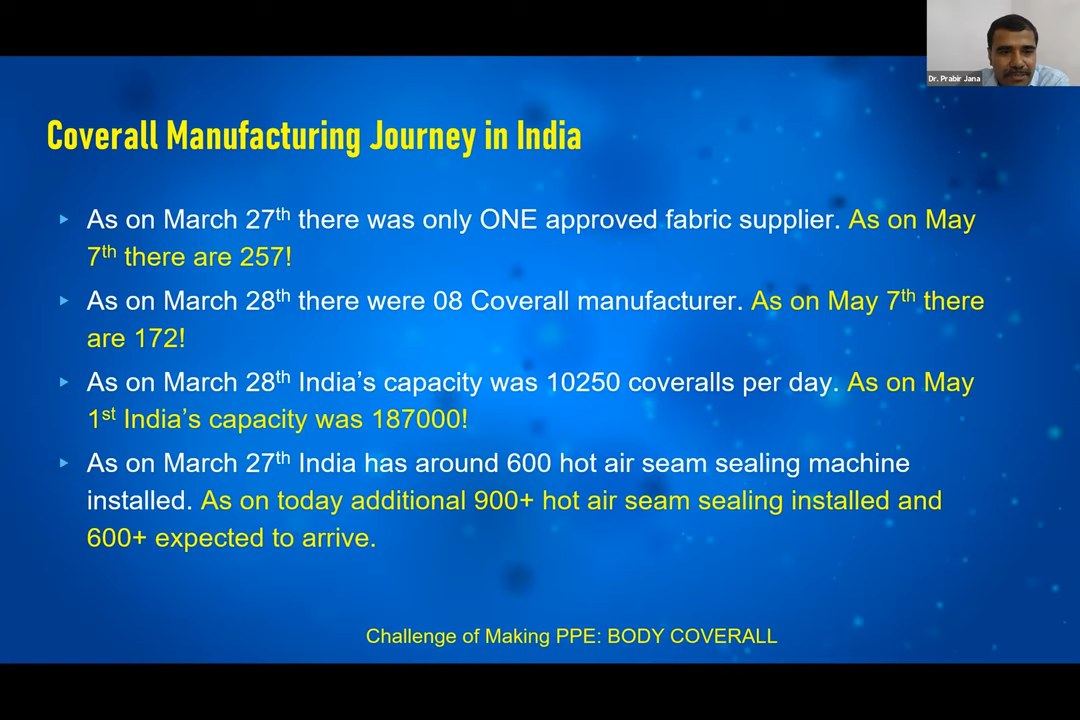 Dr. Prabir Jana
Coverall Manufacturing Journey in India
As on March 27th there was only ONE approved fabric supplier. As on May
7th there are 257!
As on March 28th there were 08 Coverall manufacturer. As on May 7th there
are 172!
As on March 28th India's capacity was 10250 coveralls per day. As on May
1st India's capacity was 187000!
As on March 27th India has around 600 hot air seam sealing machine
installed. As on today additional 900+ hot air seam sealing installed and
600+ expected to arrive.
Challenge of Making PPE: BODY COVERALL